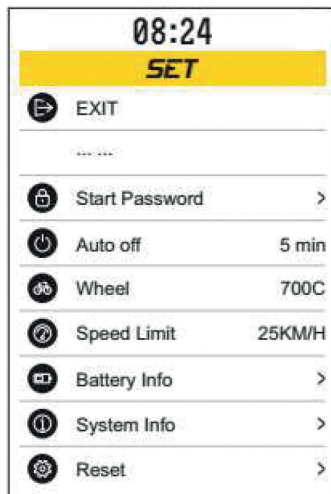 08:24
SET
EXIT
... ...
Start Password >
Auto off 5 min
Wheel 700C
Speed Limit 25KM/H
Battery Info >
System Info >
Reset >